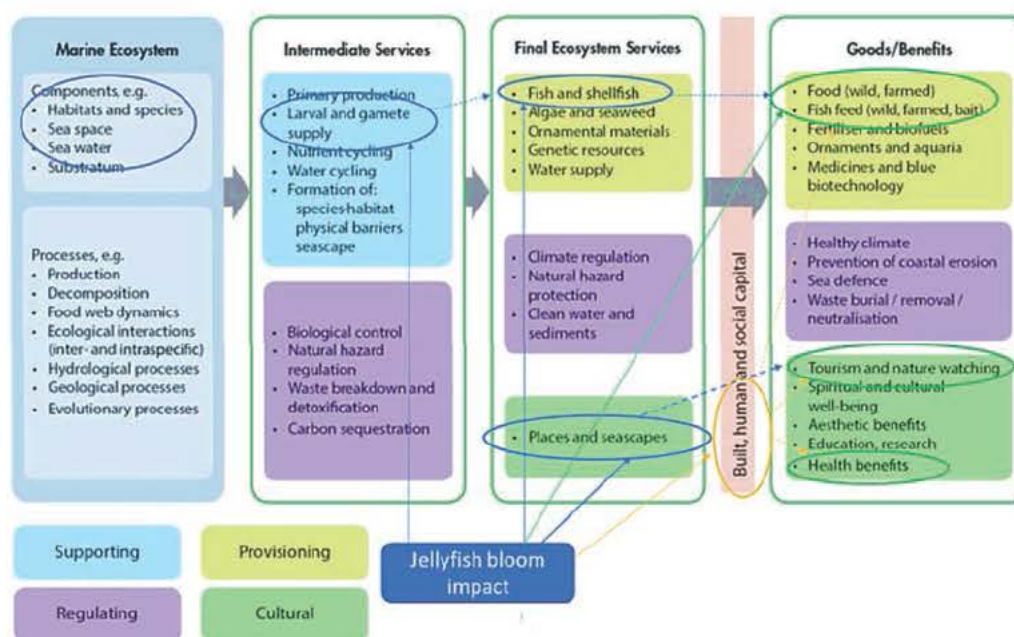 Marine Ecosystem
Components, e.g.
• Habitats and species
• Sea space
• Sea water
• Substratum
Processes, e.g.
• Production
• Decomposition
• Food web dynamics
• Ecological interactions
(inter- and intraspecific)
• Hydrological processes
• Geological processes
• Evolutionary processes
Intermediate Services
• Primary production
• Larval and gamete
supply
• Nutrient cycling
• Water cycling
• Formation of:
species-habitat
physical barriers
seascape
• Biological control
• Natural hazard
regulation
• Waste breakdown and
detoxification
• Carbon sequestration
Final Ecosystem Services
• Fish and shellfish
• Algae and seaweed
• Ornamental materials
• Genetic resources
• Water supply
• Climate regulation
• Natural hazard
protection
• Clean water and
sediments
• Places and seascapes
Built, human and social capital
Goods/Benefits
• Food (wild, farmed)
• Fish feed (wild, farmed, bait)
• Fertiliser and biofuels
• Ornaments and aquaria
• Medicines and blue
biotechnology
• Healthy climate
• Prevention of coastal erosion
• Sea defence
• Waste burial / removal /
neutralisation
• Tourism and nature watching
• Spiritual and cultural
well-being
• Aesthetic benefits
• Education, research
• Health benefits
Supporting
Provisioning
Regulating
Cultural
Jellyfish bloom
impact